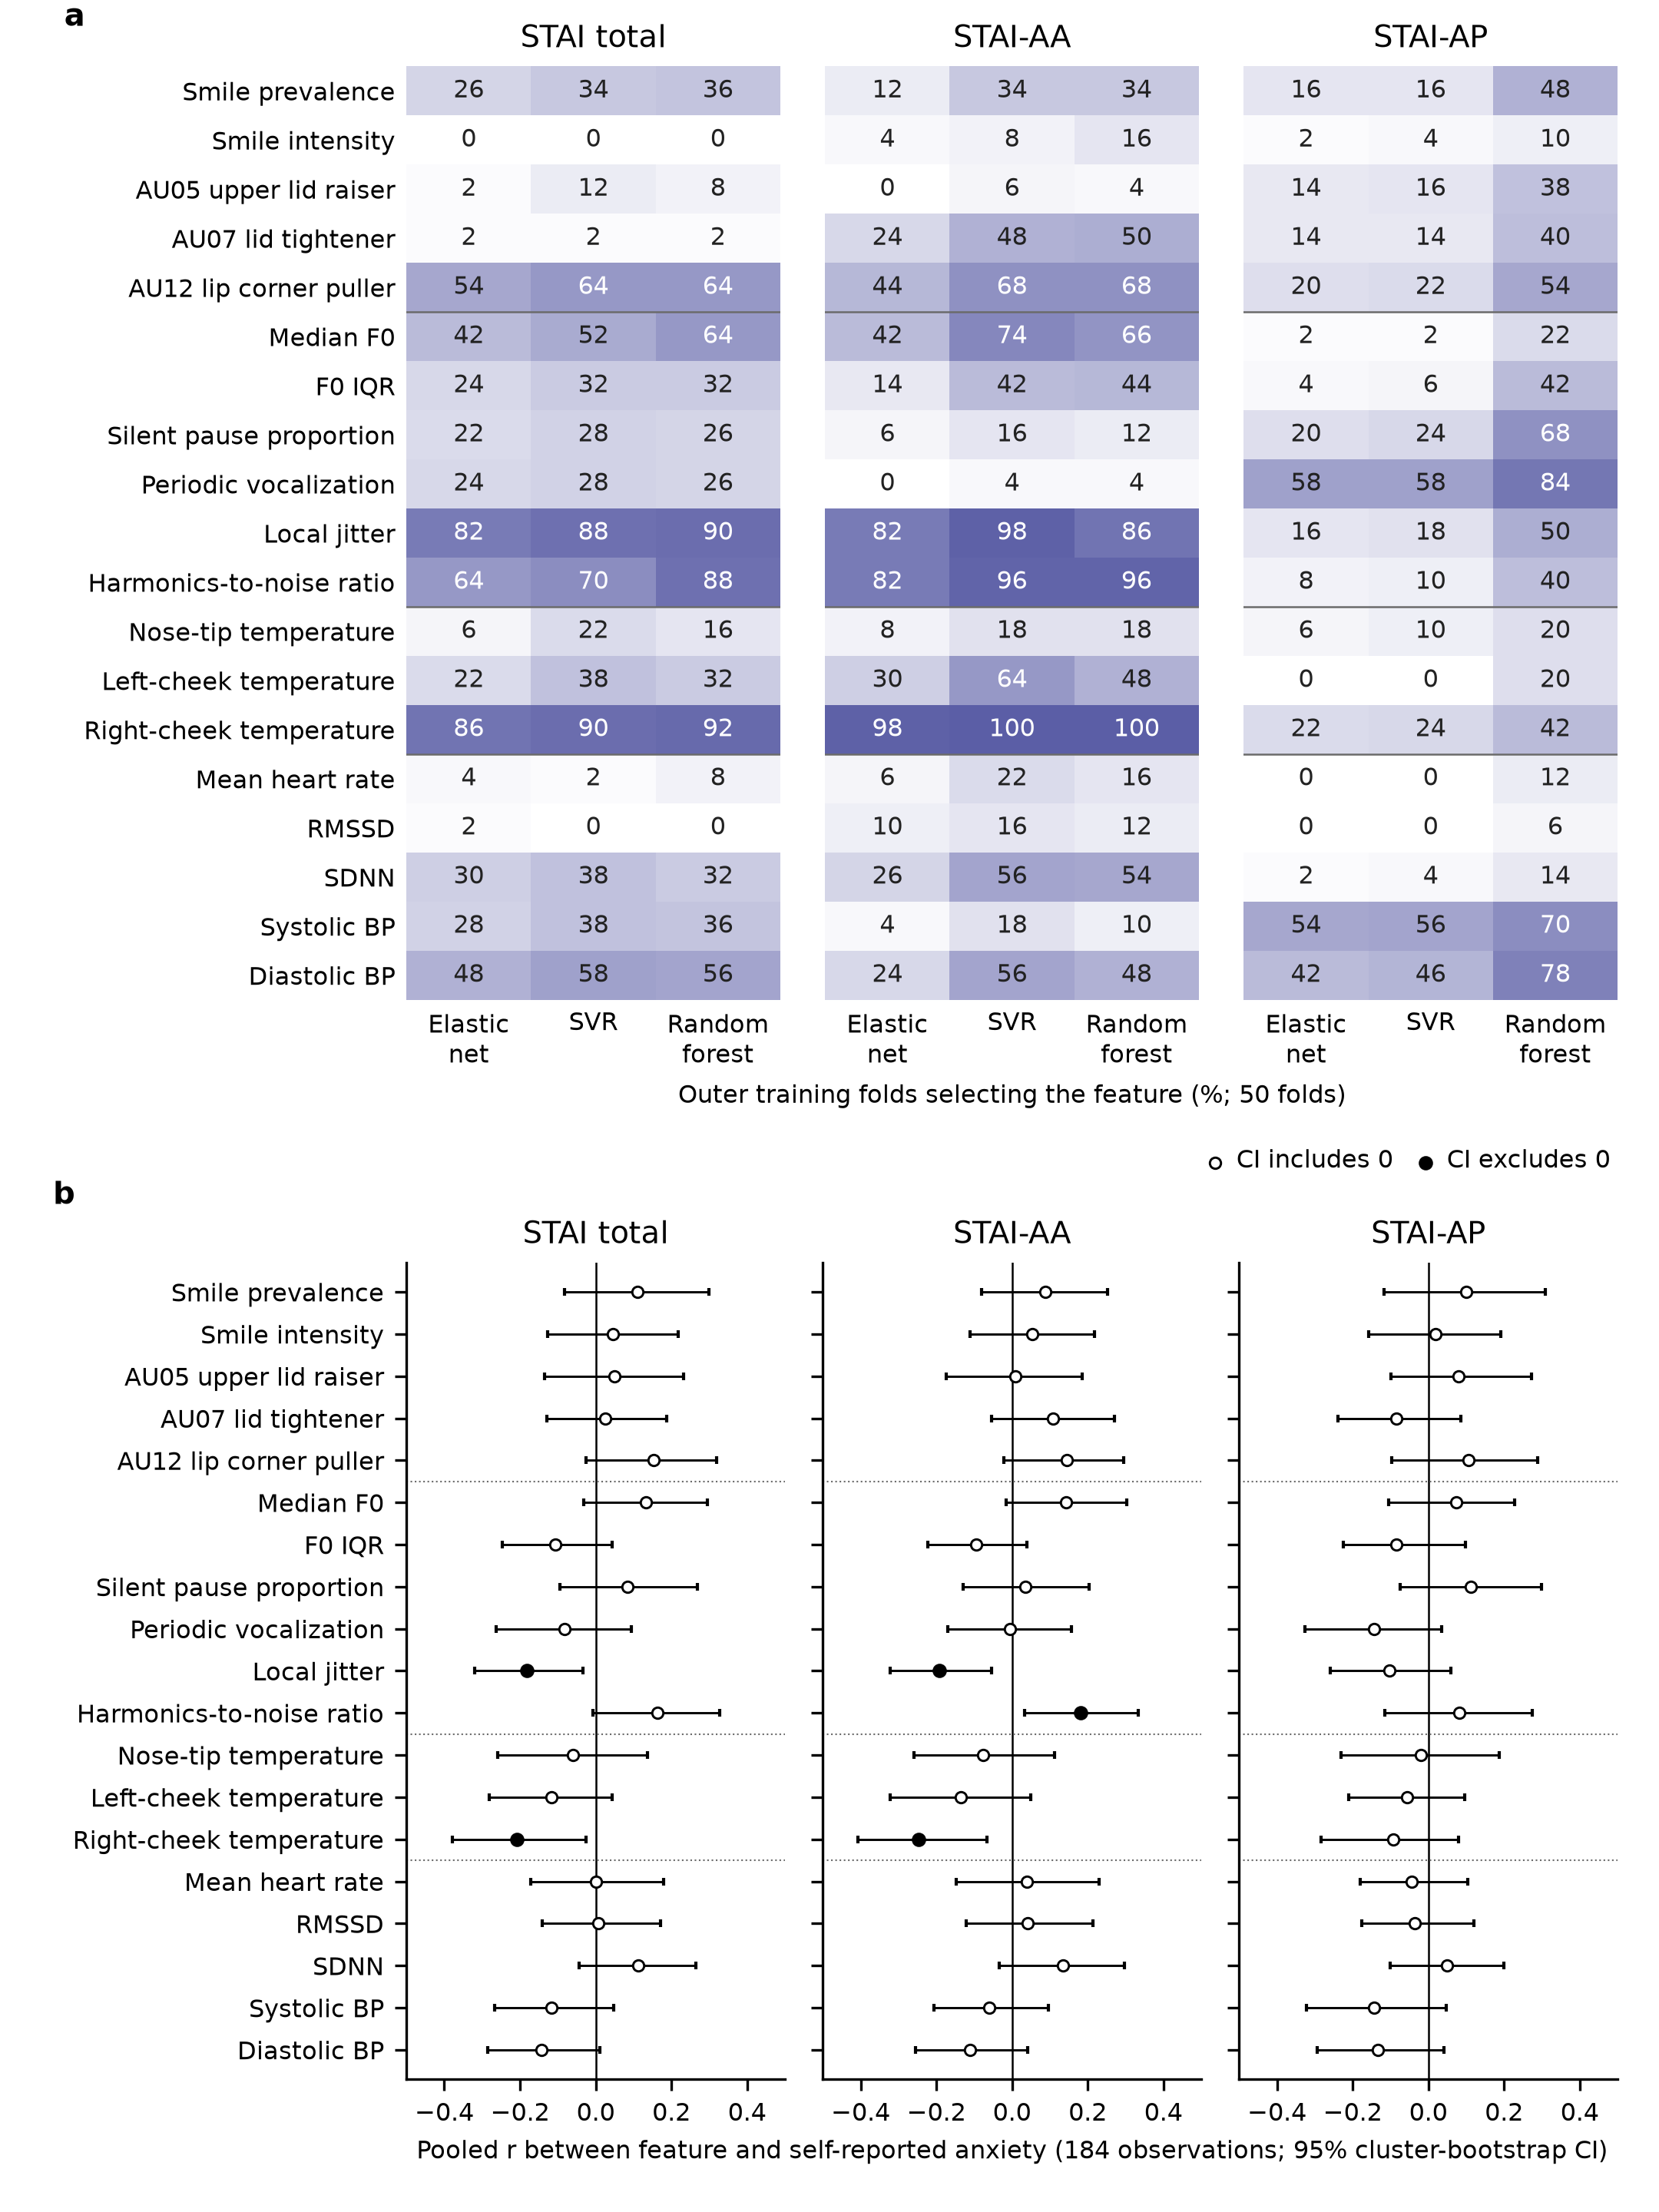 a
STAI total STAI-AA STAI-AP
Smile prevalence 26 34 36 12 34 34 16 16 48
Smile intensity 0 0 0 4 8 16 2 4 10
AU05 upper lid raiser 2 12 8 0 6 4 14 16 38
AU07 lid tightener 2 2 2 24 48 50 14 14 40
AU12 lip corner puller 54 64 64 44 68 68 20 22 54
Median F0 42 52 64 42 74 66 2 2 22
F0 IQR 24 32 32 14 42 44 4 6 42
Silent pause proportion 22 28 26 6 16 12 20 24 68
Periodic vocalization 24 28 26 0 4 4 58 58 84
Local jitter 82 88 90 82 98 86 16 18 50
Harmonics-to-noise ratio 64 70 88 82 96 96 8 10 40
Nose-tip temperature 6 22 16 8 18 18 6 10 20
Left-cheek temperature 22 38 32 30 64 48 0 0 20
Right-cheek temperature 86 90 92 98 100 100 22 24 42
Mean heart rate 4 2 8 6 22 16 0 0 12
RMSSD 2 0 0 10 16 12 0 0 6
SDNN 30 38 32 26 56 54 2 4 14
Systolic BP 28 38 36 4 18 10 54 56 70
Diastolic BP 48 58 56 24 56 48 42 46 78
Elastic SVR Random Elastic SVR Random Elastic SVR Random
net forest net forest net forest
Outer training folds selecting the feature (%; 50 folds)
CI includes 0 CI excludes 0
b
STAI total STAI-AA STAI-AP
Smile prevalence
Smile intensity
AU05 upper lid raiser
AU07 lid tightener
AU12 lip corner puller
Median F0
F0 IQR
Silent pause proportion
Periodic vocalization
Local jitter
Harmonics-to-noise ratio
Nose-tip temperature
Left-cheek temperature
Right-cheek temperature
Mean heart rate
RMSSD
SDNN
Systolic BP
Diastolic BP
−0.4 −0.2 0.0 0.2 0.4 −0.4 −0.2 0.0 0.2 0.4 −0.4 −0.2 0.0 0.2 0.4
Pooled r between feature and self-reported anxiety (184 observations; 95% cluster-bootstrap CI)